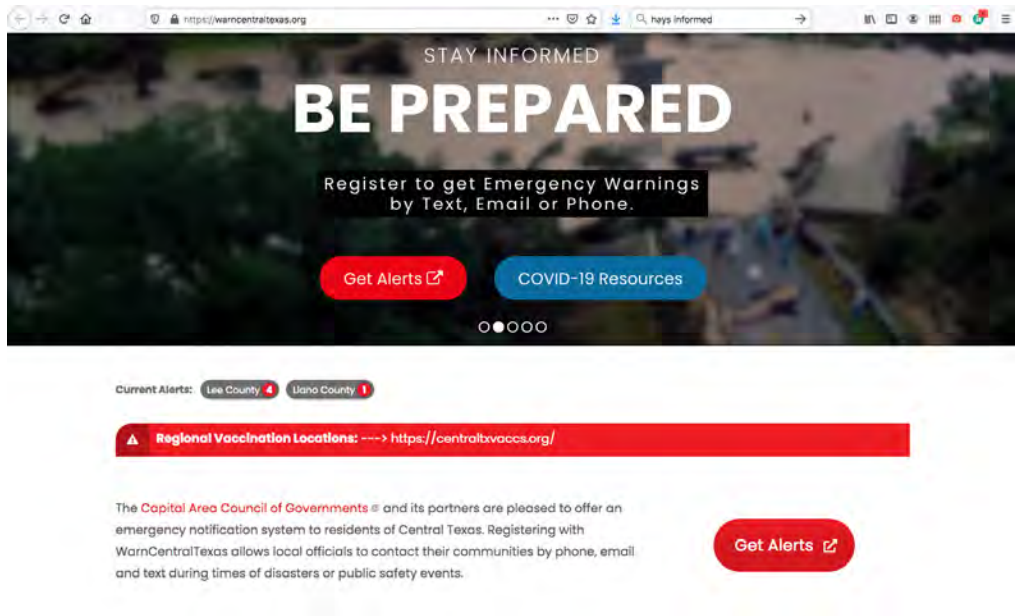 https://warncentraltexas.org
hays informed
STAY INFORMED
BE PREPARED
Register to get Emergency Warnings
by Text, Email or Phone.
Get Alerts
COVID-19 Resources
Current Alerts: Lee County 4 Llano County 1
Regional Vaccination Locations: ---> https://centraltxvaccs.org/
The Capital Area Council of Governments and its partners are pleased to offer an
emergency notification system to residents of Central Texas. Registering with
WarnCentralTexas allows local officials to contact their communities by phone, email
and text during times of disasters or public safety events.
Get Alerts